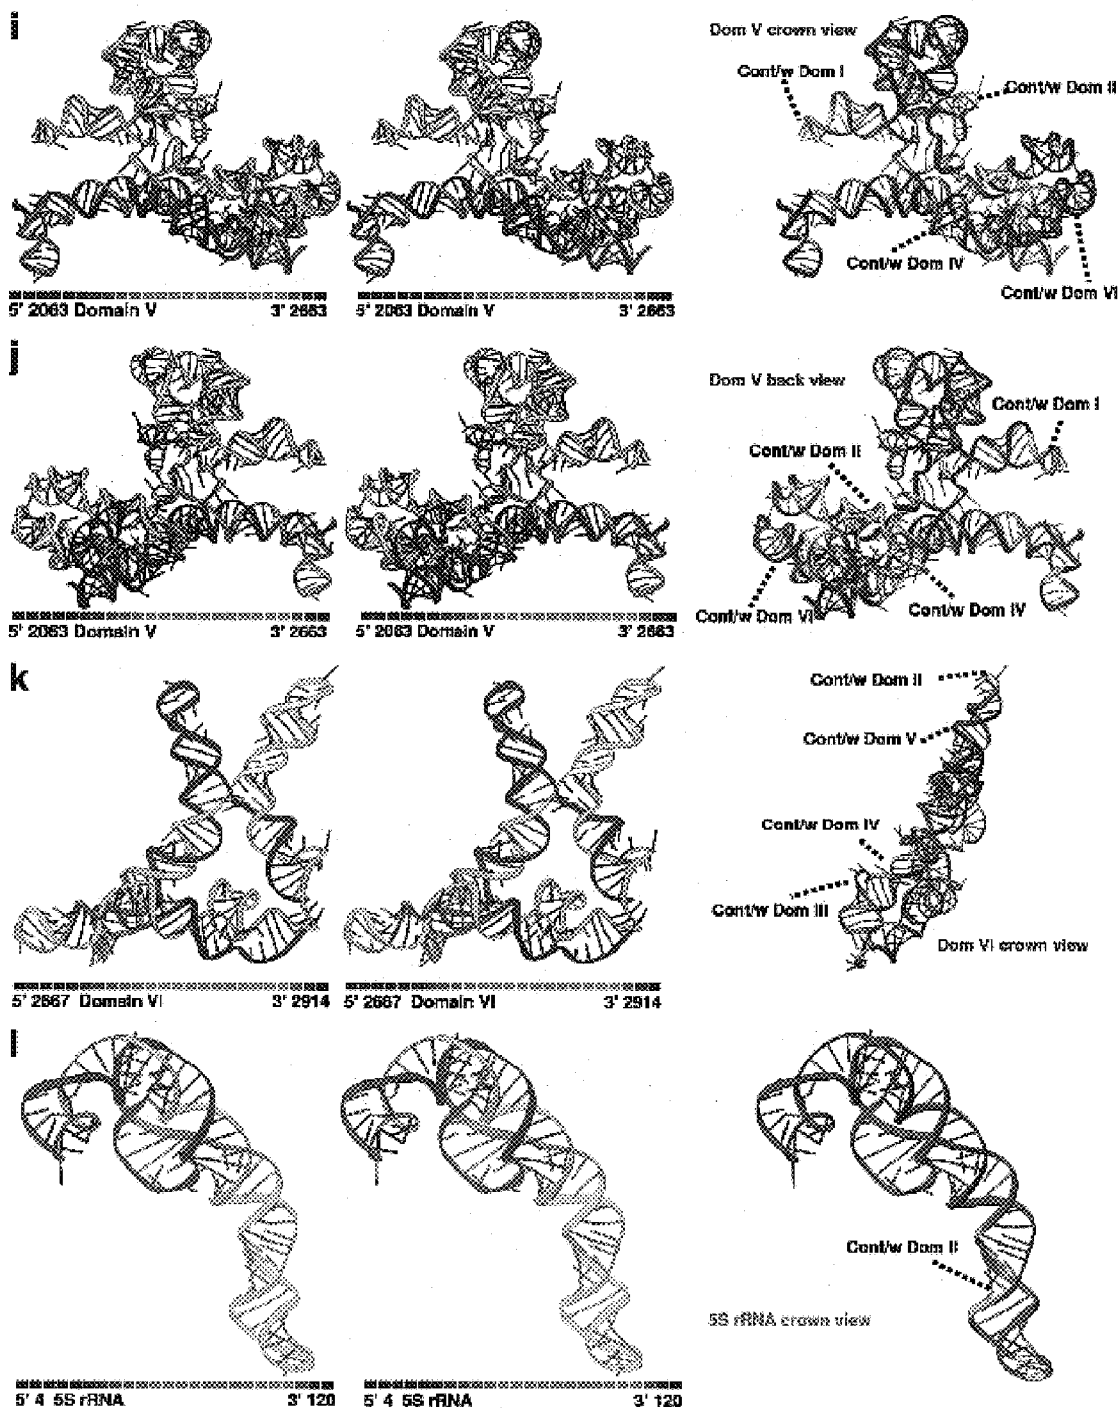 i
Dom V crown view
Cont/w Dom I
Cont/w Dom II
Cont/w Dom IV
Cont/w Dom VI
5' 2063 Domain V 3' 2663
5' 2063 Domain V 3' 2663
j
Dom V back view
Cont/w Dom I
Cont/w Dom II
Cont/w Dom IV
Cont/w Dom VI
5' 2063 Domain V 3' 2663
5' 2063 Domain V 3' 2663
k
Cont/w Dom II
Cont/w Dom V
Cont/w Dom IV
Cont/w Dom III
Dom VI crown view
5' 2667 Domain VI 3' 2914
5' 2667 Domain VI 3' 2914
l
Cont/w Dom II
5S rRNA crown view
5' 4 5S rRNA 3' 120
5' 4 5S rRNA 3' 120